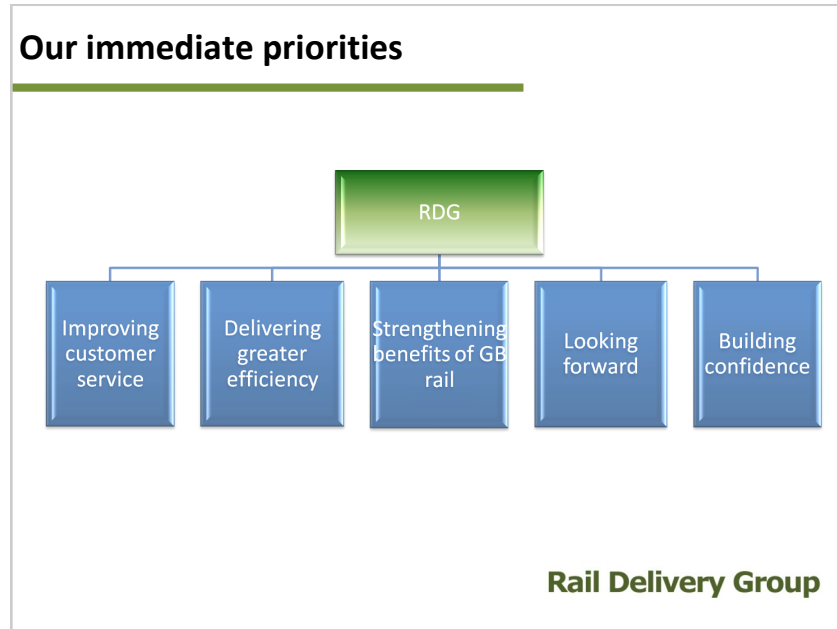 Our immediate priorities
RDG
Improving
customer
service
Delivering
greater
efficiency
Strengthening
benefits of GB
rail
Looking
forward
Building
confidence
Rail Delivery Group